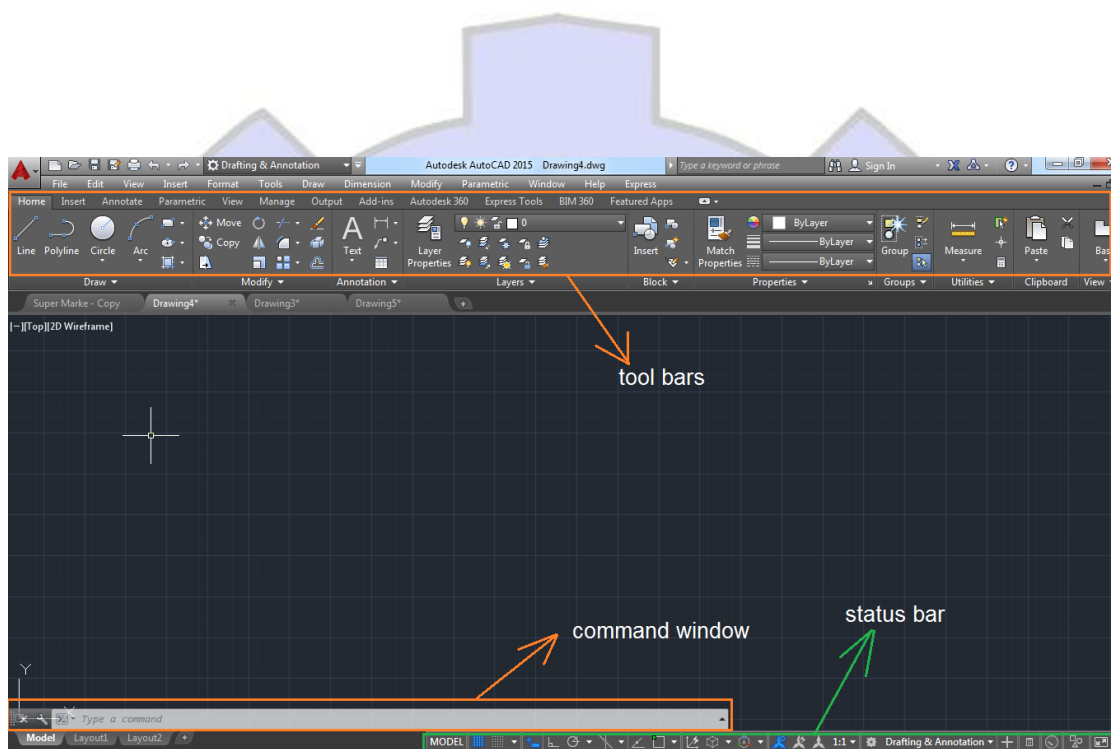 Drafting & Annotation Autodesk AutoCAD 2015 Drawing4.dwg Type a keyword or phrase Sign In
File Edit View Insert Format Tools Draw Dimension Modify Parametric Window Help Express
Home Insert Annotate Parametric View Manage Output Add-ins Autodesk 360 Express Tools BIM 360 Featured Apps
Move 0 ByLayer
Line Polyline Circle Arc Copy Text Layer Properties Insert Match Properties ByLayer Group Measure Paste Bas
ByLayer
Draw Modify Annotation Layers Block Properties Groups Utilities Clipboard View
Super Marke - Copy Drawing4* Drawing3* Drawing5*
[−][Top][2D Wireframe]
tool bars
status bar
command window
Y
Type a command
Model Layout1 Layout2 + MODEL 1:1 Drafting & Annotation